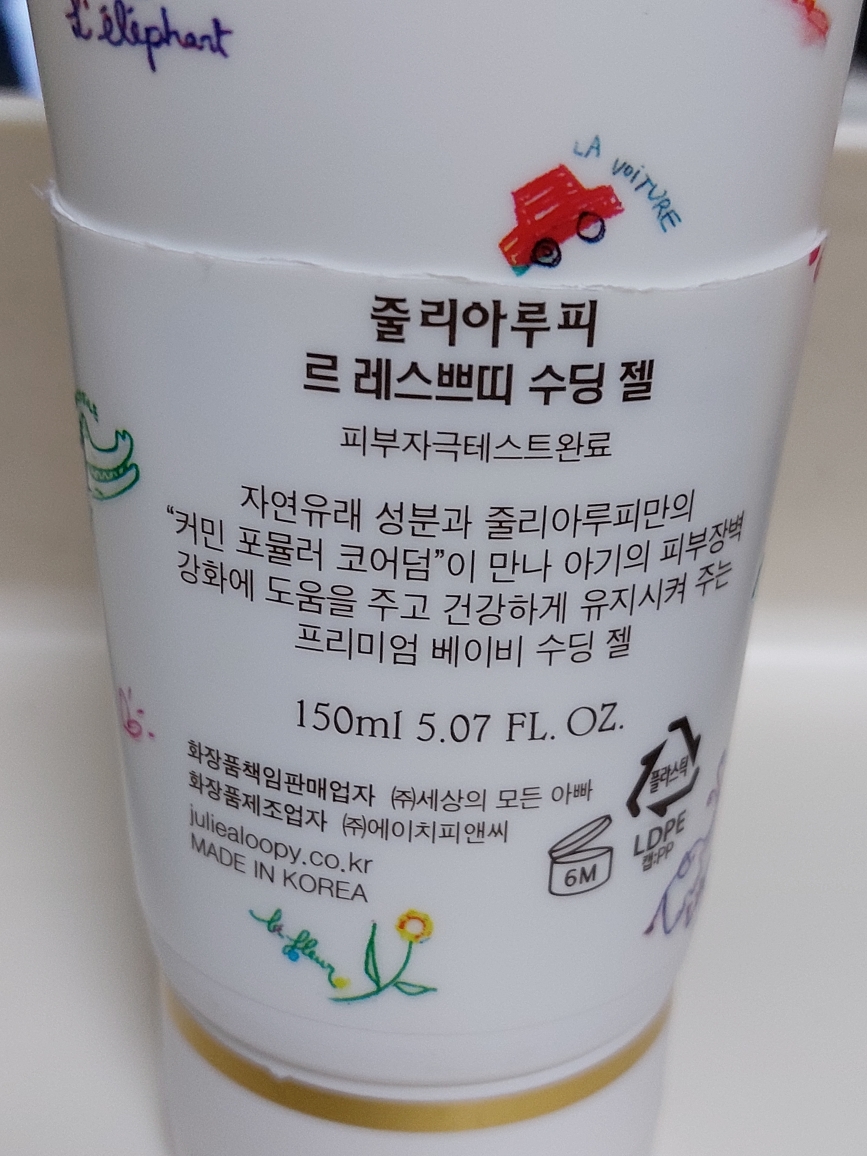 L'éléphant
LA VOITURE
줄리아루피
르 레스쁘띠 수딩 젤
피부자극테스트완료
자연유래 성분과 줄리아루피만의
“커민 포뮬러 코어덤”이 만나 아기의 피부장벽
강화에 도움을 주고 건강하게 유지시켜 주는
프리미엄 베이비 수딩 젤
150ml 5.07 FL. OZ.
화장품책임판매업자 ㈜세상의 모든 아빠
화장품제조업자 ㈜에이치피앤씨
juliealoopy.co.kr
MADE IN KOREA
6M
플라스틱
LDPE
캡:PP
la fleur